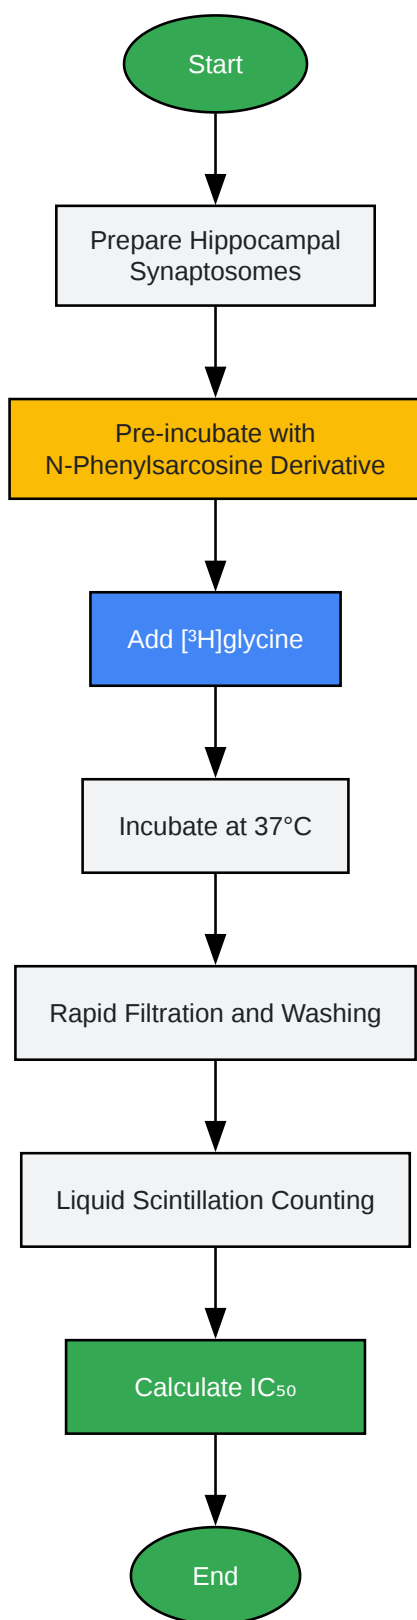 Start
Prepare Hippocampal
Synaptosomes
Pre-incubate with
N-Phenylsarcosine Derivative
Add [³H]glycine
Incubate at 37°C
Rapid Filtration and Washing
Liquid Scintillation Counting
Calculate IC₅₀
End